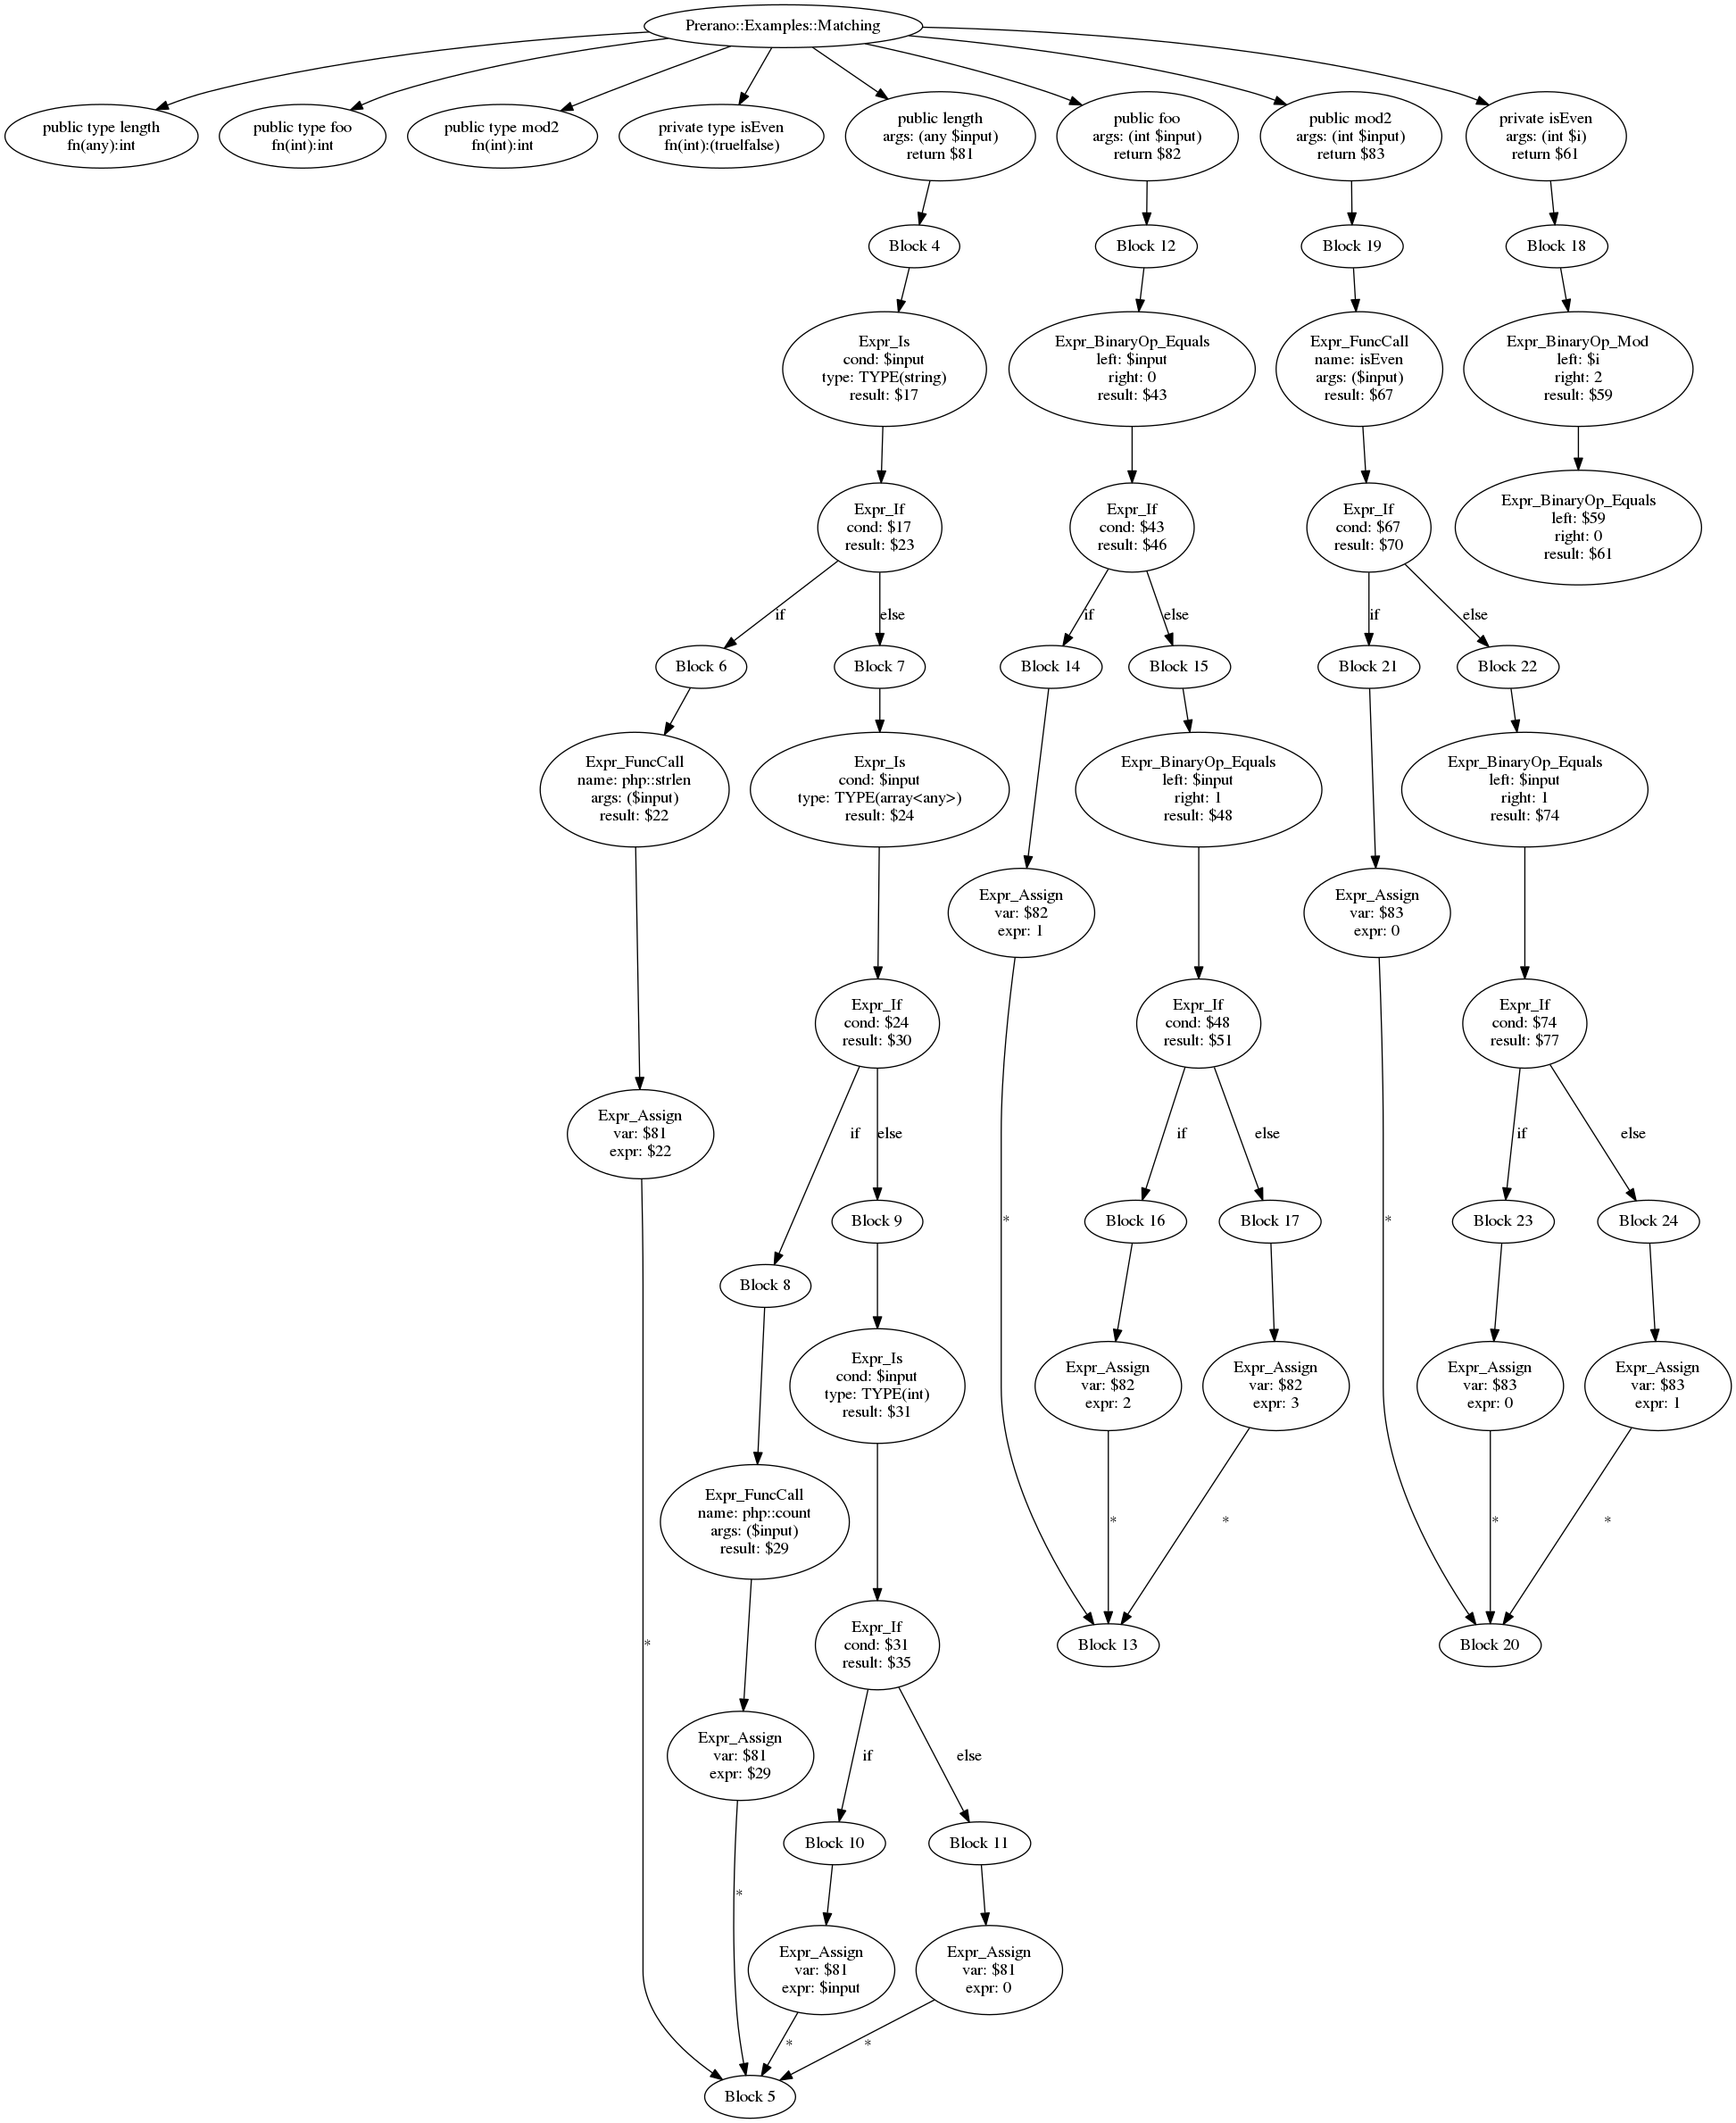 Prerano::Examples::Matching
public type length
fn(any):int
public type foo
fn(int):int
public type mod2
fn(int):int
private type isEven
fn(int):(true|false)
public length
args: (any $input)
return $81
public foo
args: (int $input)
return $82
public mod2
args: (int $input)
return $83
private isEven
args: (int $i)
return $61
Block 4
Block 12
Block 19
Block 18
Expr_Is
cond: $input
type: TYPE(string)
result: $17
Expr_BinaryOp_Equals
left: $input
right: 0
result: $43
Expr_FuncCall
name: isEven
args: ($input)
result: $67
Expr_BinaryOp_Mod
left: $i
right: 2
result: $59
Expr_If
cond: $17
result: $23
Expr_If
cond: $43
result: $46
Expr_If
cond: $67
result: $70
Expr_BinaryOp_Equals
left: $59
right: 0
result: $61
if
else
if
else
if
else
Block 6
Block 7
Block 14
Block 15
Block 21
Block 22
Expr_FuncCall
name: php::strlen
args: ($input)
result: $22
Expr_Is
cond: $input
type: TYPE(array<any>)
result: $24
Expr_BinaryOp_Equals
left: $input
right: 1
result: $48
Expr_BinaryOp_Equals
left: $input
right: 1
result: $74
Expr_Assign
var: $82
expr: 1
Expr_Assign
var: $83
expr: 0
Expr_If
cond: $24
result: $30
Expr_If
cond: $48
result: $51
Expr_If
cond: $74
result: $77
Expr_Assign
var: $81
expr: $22
if
else
if
else
if
else
Block 9
*
Block 16
Block 17
*
Block 23
Block 24
Block 8
Expr_Is
cond: $input
type: TYPE(int)
result: $31
Expr_Assign
var: $82
expr: 2
Expr_Assign
var: $82
expr: 3
Expr_Assign
var: $83
expr: 0
Expr_Assign
var: $83
expr: 1
Expr_FuncCall
name: php::count
args: ($input)
result: $29
*
*
*
*
*
Expr_If
cond: $31
result: $35
Block 13
Block 20
Expr_Assign
var: $81
expr: $29
if
else
Block 10
Block 11
*
Expr_Assign
var: $81
expr: $input
Expr_Assign
var: $81
expr: 0
*
*
Block 5